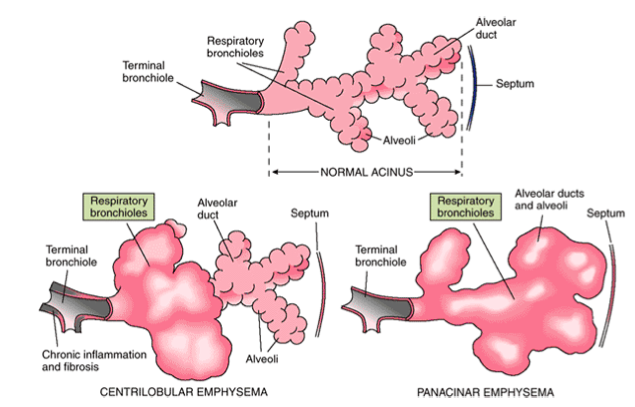 Alveolar
duct
Respiratory
bronchioles
Terminal
bronchiole
Septum
Alveoli
NORMAL ACINUS
Respiratory
bronchioles
Alveolar
duct
Septum
Terminal
bronchiole
Chronic inflammation
and fibrosis
Alveoli
CENTRILOBULAR EMPHYSEMA
Respiratory
bronchioles
Alveolar ducts
and alveoli
Septum
Terminal
bronchiole
PANACINAR EMPHYSEMA